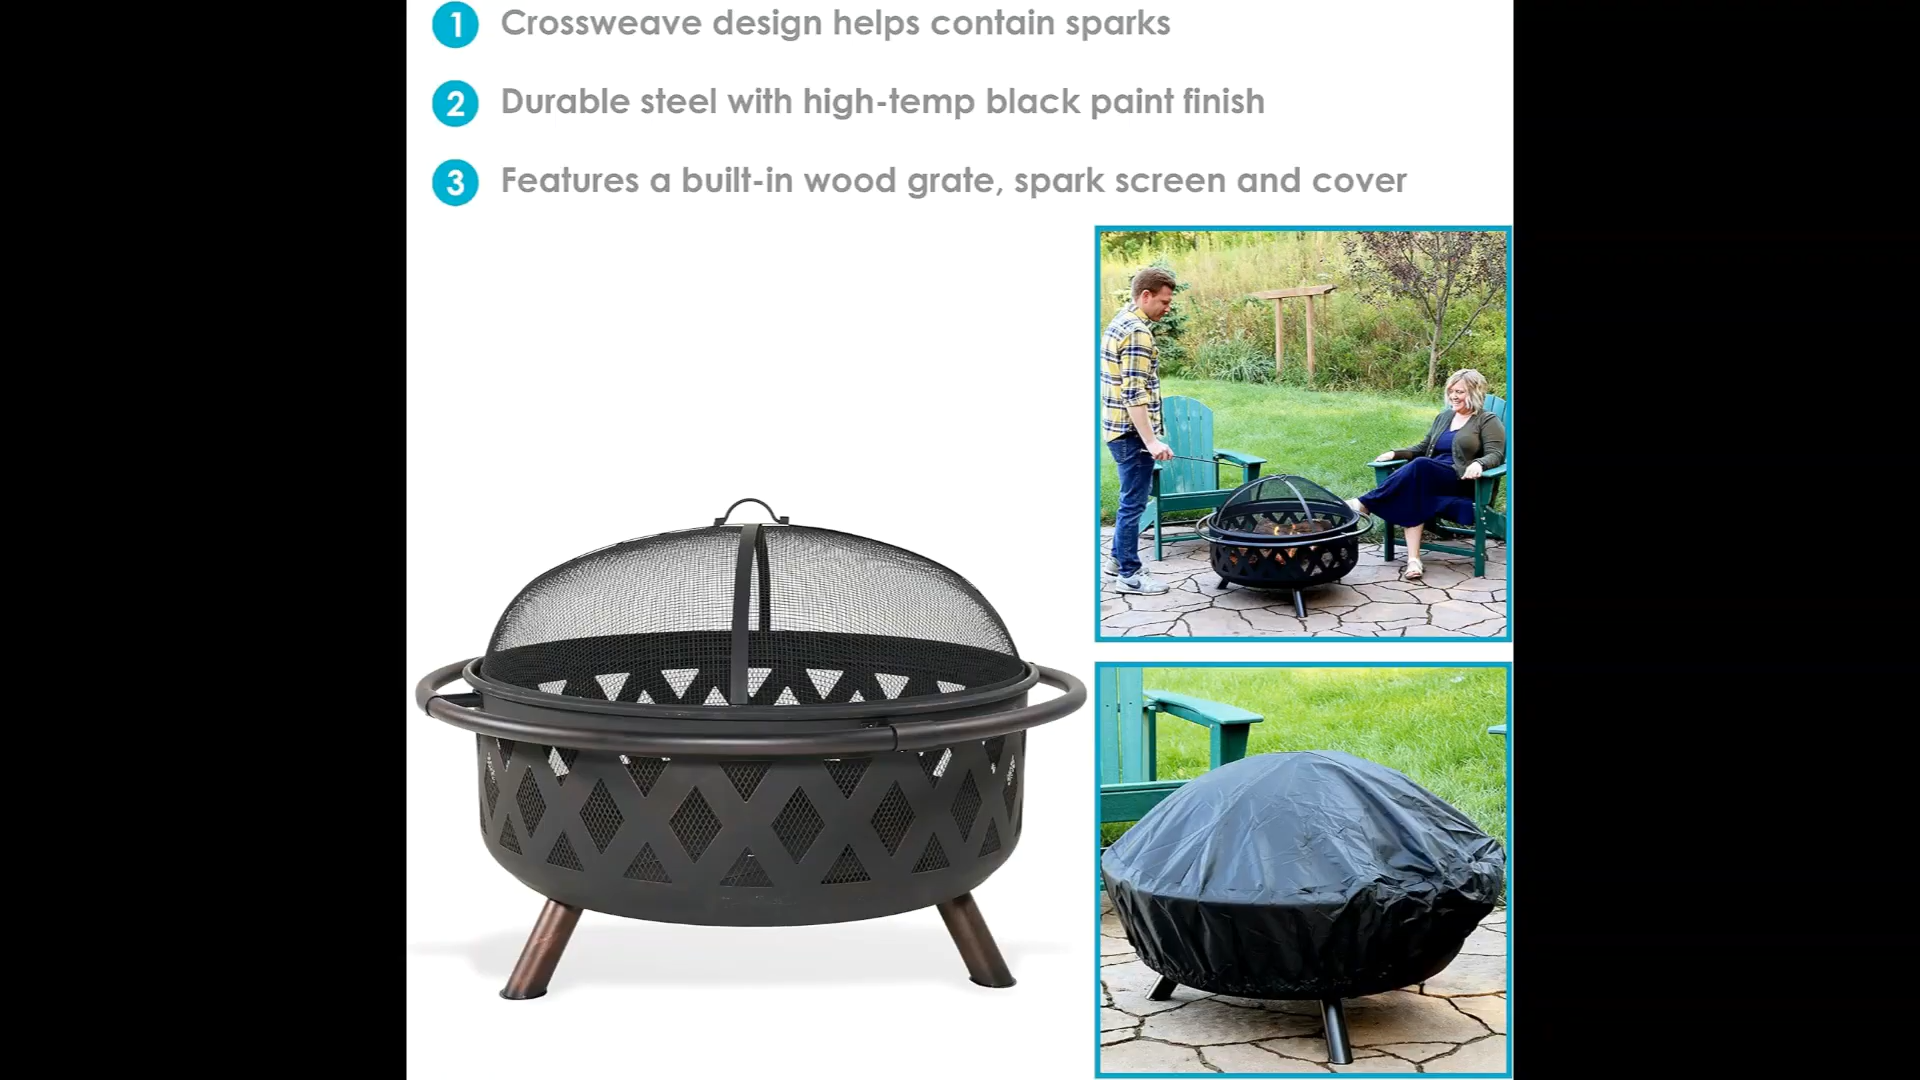 1 Crossweave design helps contain sparks
2 Durable steel with high-temp black paint finish
3 Features a built-in wood grate, spark screen and cover